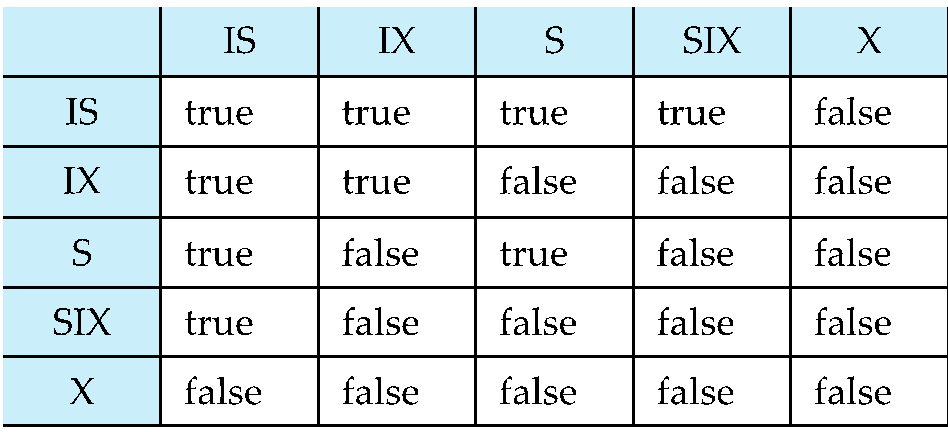 IS IX S SIX X
IS true true true true false
IX true true false false false
S true false true false false
SIX true false false false false
X false false false false false